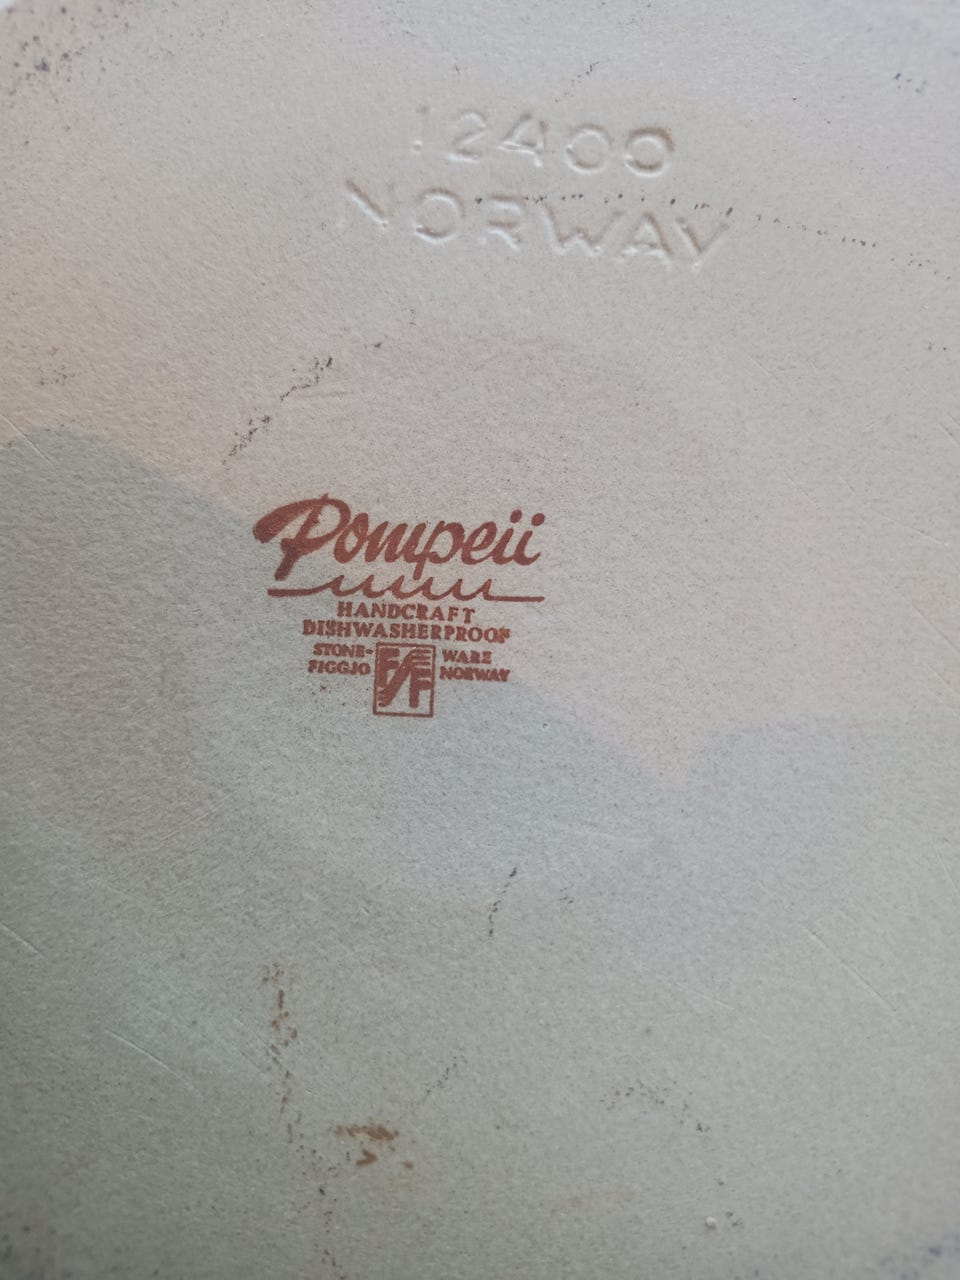 12400
NORWAY
Pompeii
HANDCRAFT
DISHWASHERPROOF
STONE- WARE
FIGGJO NORWAY